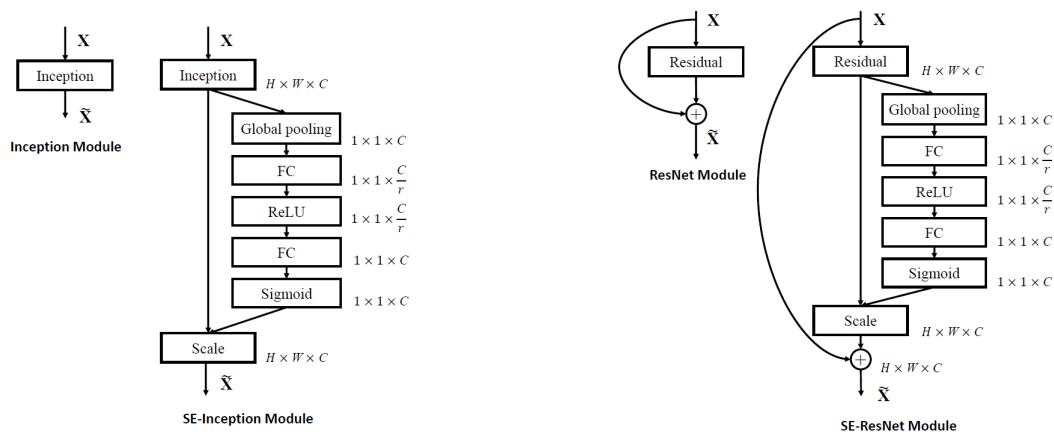 X
Inception
X̃
Inception Module
X
Inception
H × W × C
Global pooling
1 × 1 × C
FC
1 × 1 × C/r
ReLU
1 × 1 × C/r
FC
1 × 1 × C
Sigmoid
1 × 1 × C
Scale
H × W × C
X̃
SE-Inception Module
X
Residual
+
X̃
ResNet Module
X
Residual
H × W × C
Global pooling
1 × 1 × C
FC
1 × 1 × C/r
ReLU
1 × 1 × C/r
FC
1 × 1 × C
Sigmoid
1 × 1 × C
Scale
H × W × C
+
H × W × C
X̃
SE-ResNet Module